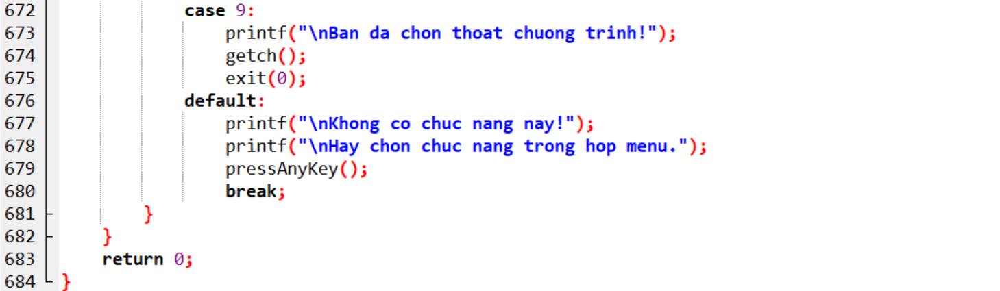 672 case 9:
673 printf("\nBan da chon thoat chuong trinh!");
674 getch();
675 exit(0);
676 default:
677 printf("\nKhong co chuc nang nay!");
678 printf("\nHay chon chuc nang trong hop menu.");
679 pressAnyKey();
680 break;
681 }
682 }
683 return 0;
684 }